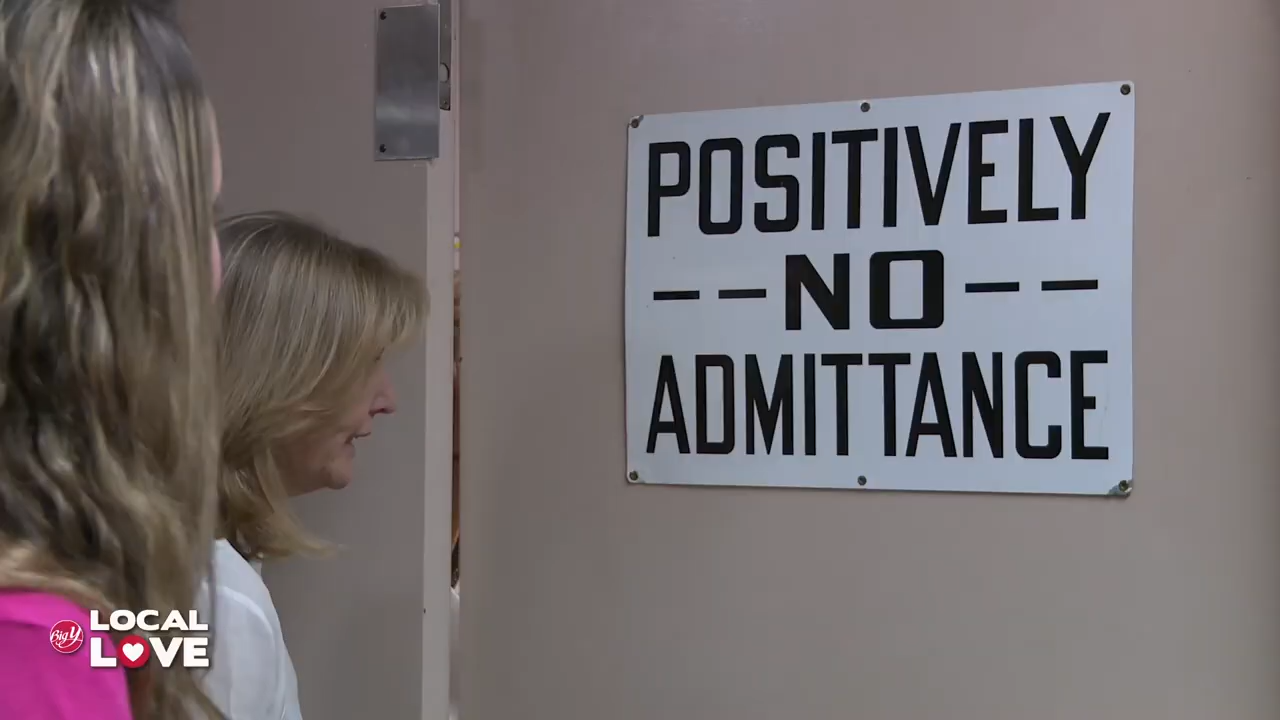 POSITIVELY
-- NO --
ADMITTANCE
Big Y
LOCAL
LOVE